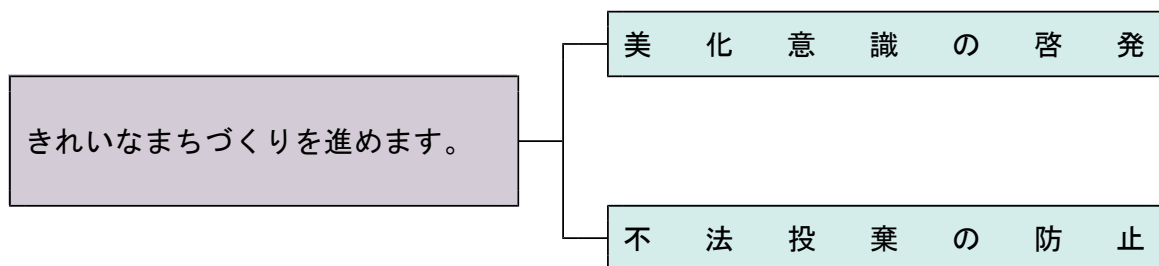 きれいなまちづくりを進めます。
美化意識の啓発
不法投棄の防止